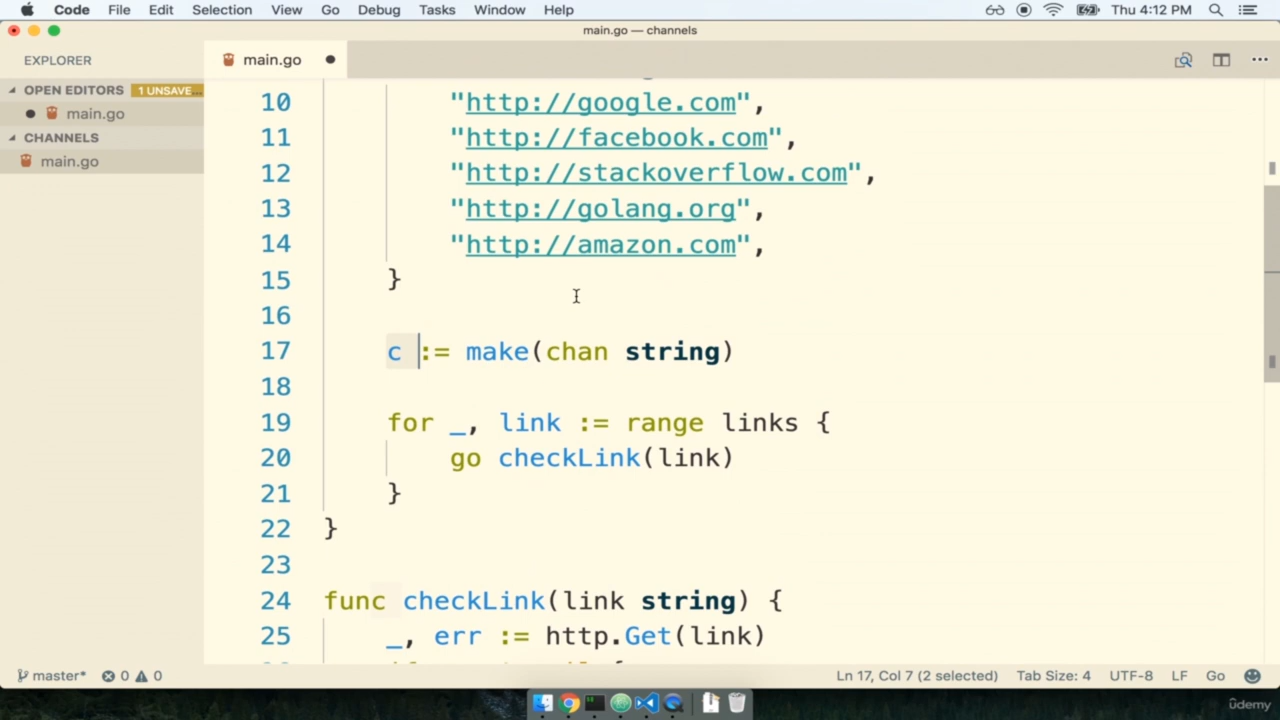 Code File Edit Selection View Go Debug Tasks Window Help Thu 4:12 PM
main.go — channels
EXPLORER
main.go
OPEN EDITORS 1 UNSAVE...
main.go
CHANNELS
main.go
10 "http://google.com",
11 "http://facebook.com",
12 "http://stackoverflow.com",
13 "http://golang.org",
14 "http://amazon.com",
15 }
16
17 c := make(chan string)
18
19 for _, link := range links {
20 go checkLink(link)
21 }
22 }
23
24 func checkLink(link string) {
25 _, err := http.Get(link)
master* 0 0 Ln 17, Col 7 (2 selected) Tab Size: 4 UTF-8 LF Go
ûdemy